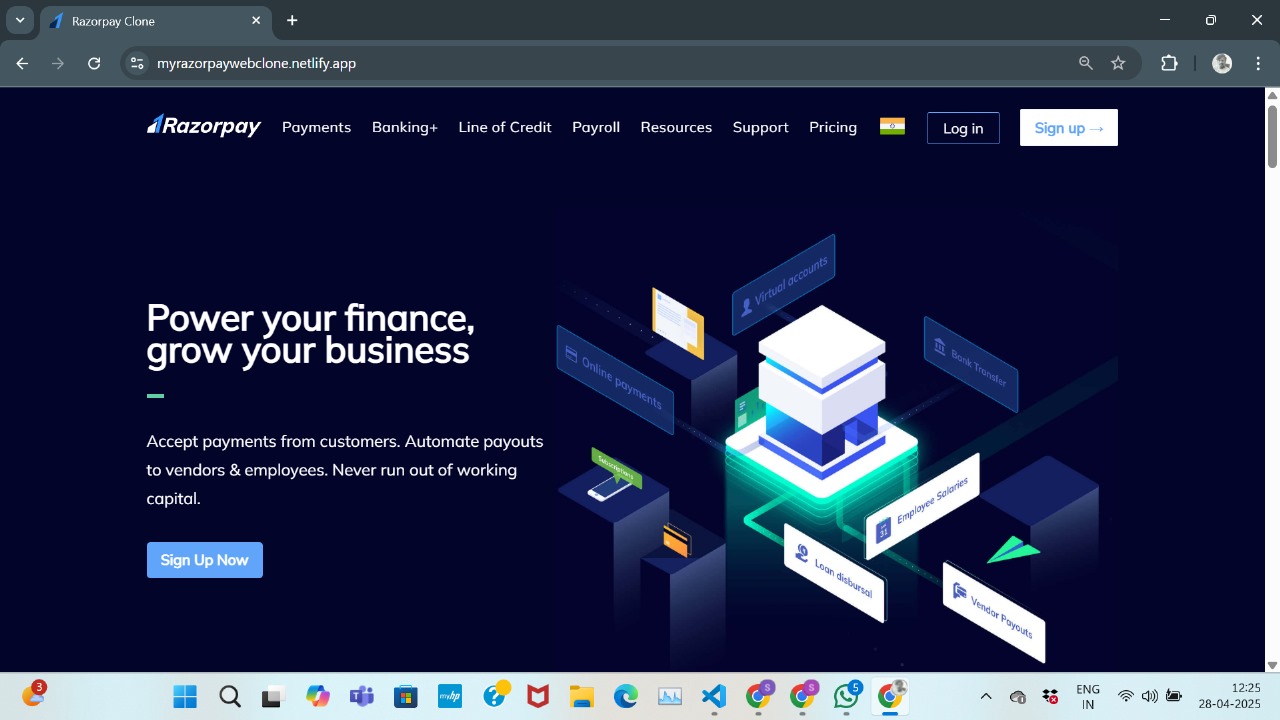 Razorpay Clone
myrazorpaywebclone.netlify.app
Razorpay Payments Banking+ Line of Credit Payroll Resources Support Pricing Log in Sign up →
Power your finance,
grow your business
Accept payments from customers. Automate payouts
to vendors & employees. Never run out of working
capital.
Sign Up Now
Virtual accounts
Online payments
Bank Transfer
Subscriptions
Employee Salaries
31
Loan disbursal
Vendor Payouts
3
myhp
S
S
5
ENG
IN
12:25
28-04-2025